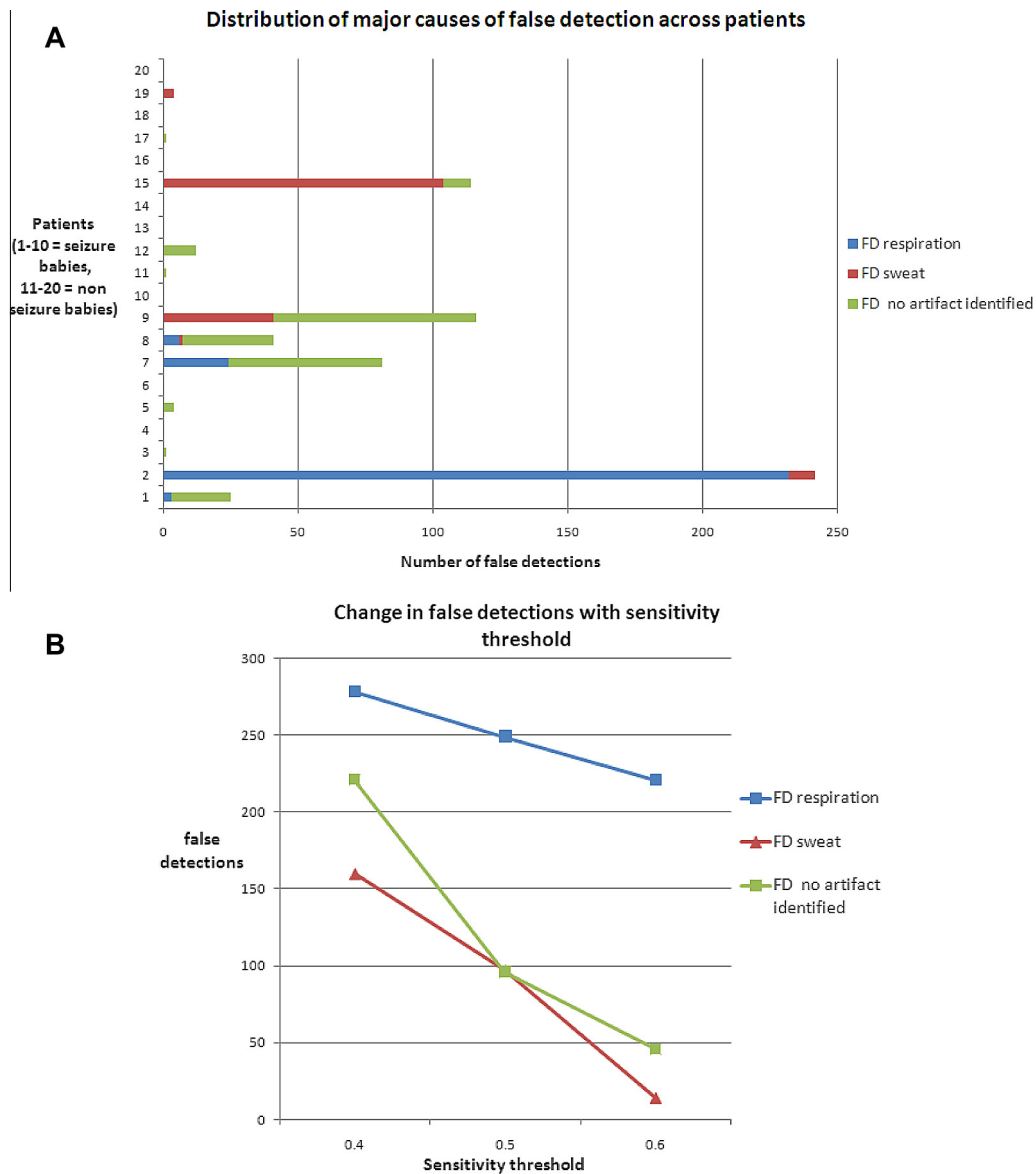 A
Distribution of major causes of false detection across patients
20
19
18
17
16
15
14
13
12
11
10
9
8
7
6
5
4
3
2
1
Patients
(1-10 = seizure
babies,
11-20 = non
seizure babies)
0
50
100
150
200
250
Number of false detections
FD respiration
FD sweat
FD no artifact identified
B
Change in false detections with sensitivity
threshold
300
250
200
150
100
50
0
false
detections
0.4
0.5
0.6
Sensitivity threshold
FD respiration
FD sweat
FD no artifact
identified